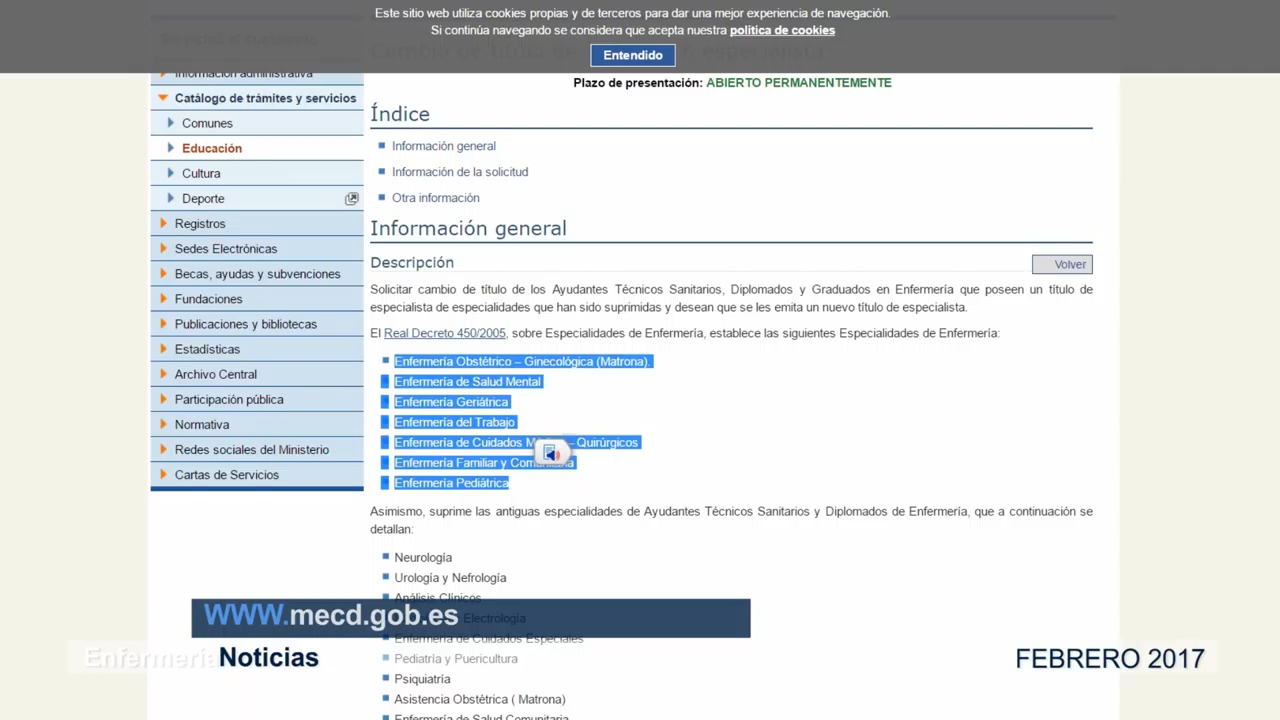 Este sitio web utiliza cookies propias y de terceros para dar una mejor experiencia de navegación.
Si continúa navegando se considera que acepta nuestra política de cookies
Entendido
Plazo de presentación: ABIERTO PERMANENTEMENTE
Información administrativa
Catálogo de trámites y servicios
Comunes
Educación
Cultura
Deporte
Registros
Sedes Electrónicas
Becas, ayudas y subvenciones
Fundaciones
Publicaciones y bibliotecas
Estadísticas
Archivo Central
Participación pública
Normativa
Redes sociales del Ministerio
Cartas de Servicios
Índice
Información general
Información de la solicitud
Otra información
Información general
Descripción
Volver
Solicitar cambio de título de los Ayudantes Técnicos Sanitarios, Diplomados y Graduados en Enfermería que poseen un título de
especialista de especialidades que han sido suprimidas y desean que se les emita un nuevo título de especialista.
El Real Decreto 450/2005, sobre Especialidades de Enfermería, establece las siguientes Especialidades de Enfermería:
Enfermería Obstétrico – Ginecológica (Matrona).
Enfermería de Salud Mental
Enfermería Geriátrica
Enfermería del Trabajo
Enfermería de Cuidados – Quirúrgicos
Enfermería Familiar y
Enfermería Pediátrica
Asimismo, suprime las antiguas especialidades de Ayudantes Técnicos Sanitarios y Diplomados de Enfermería, que a continuación se
detallan:
Neurología
Urología y Nefrología
Análisis Clínicos
Electrología
Enfermería de Cuidados Especiales
Pediatría y Puericultura
Psiquiatría
Asistencia Obstétrica ( Matrona)
Enfermería de Salud Comunitaria
WWW.mecd.gob.es
Enfermería Noticias
FEBRERO 2017